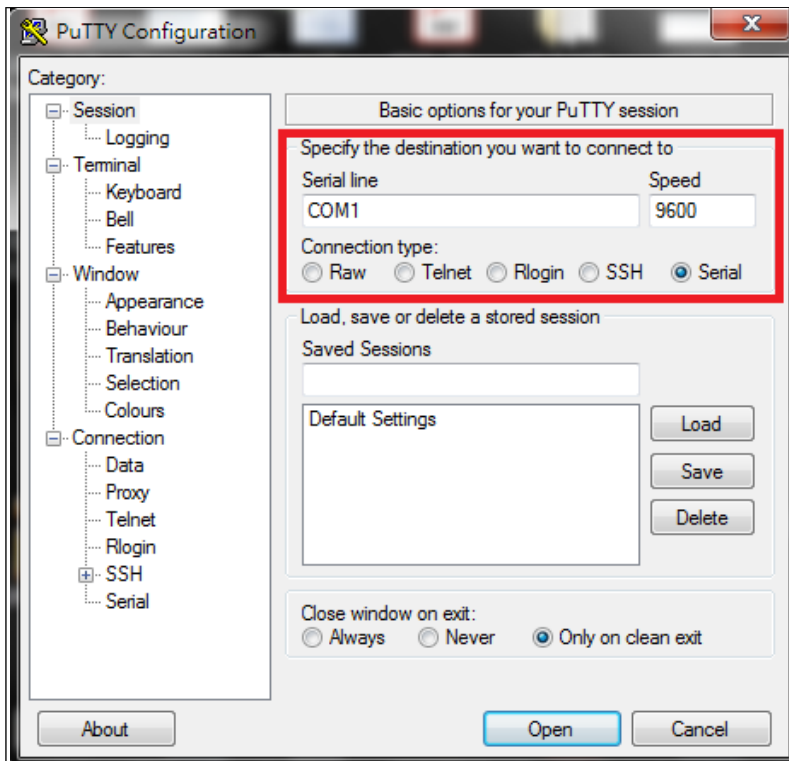 PuTTY Configuration
Category:
Session
Logging
Terminal
Keyboard
Bell
Features
Window
Appearance
Behaviour
Translation
Selection
Colours
Connection
Data
Proxy
Telnet
Rlogin
SSH
Serial
Basic options for your PuTTY session
Specify the destination you want to connect to
Serial line Speed
COM1 9600
Connection type:
Raw Telnet Rlogin SSH Serial
Load, save or delete a stored session
Saved Sessions
Default Settings
Load
Save
Delete
Close window on exit:
Always Never Only on clean exit
About Open Cancel